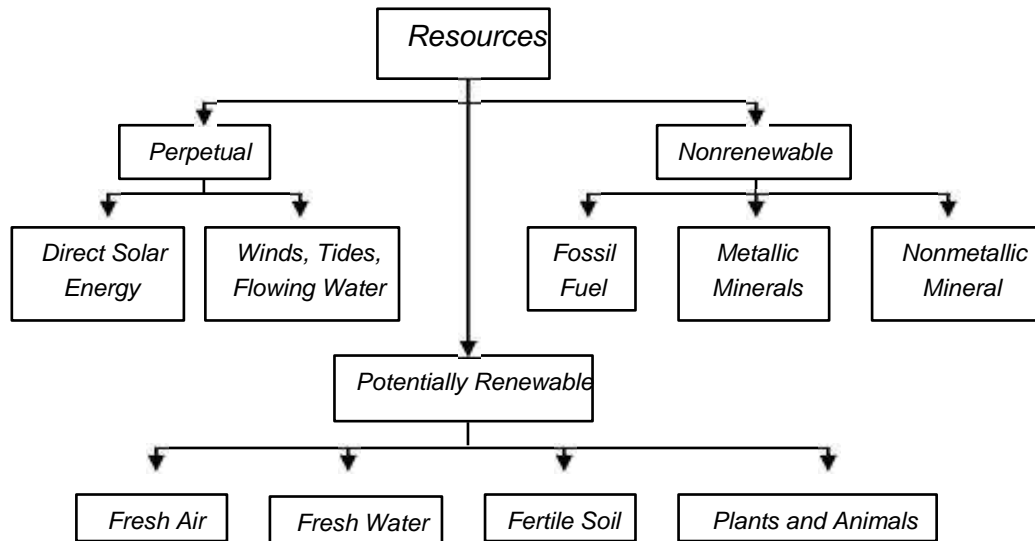 Resources
Perpetual
Nonrenewable
Direct Solar
Energy
Winds, Tides,
Flowing Water
Fossil
Fuel
Metallic
Minerals
Nonmetallic
Mineral
Potentially Renewable
Fresh Air
Fresh Water
Fertile Soil
Plants and Animals